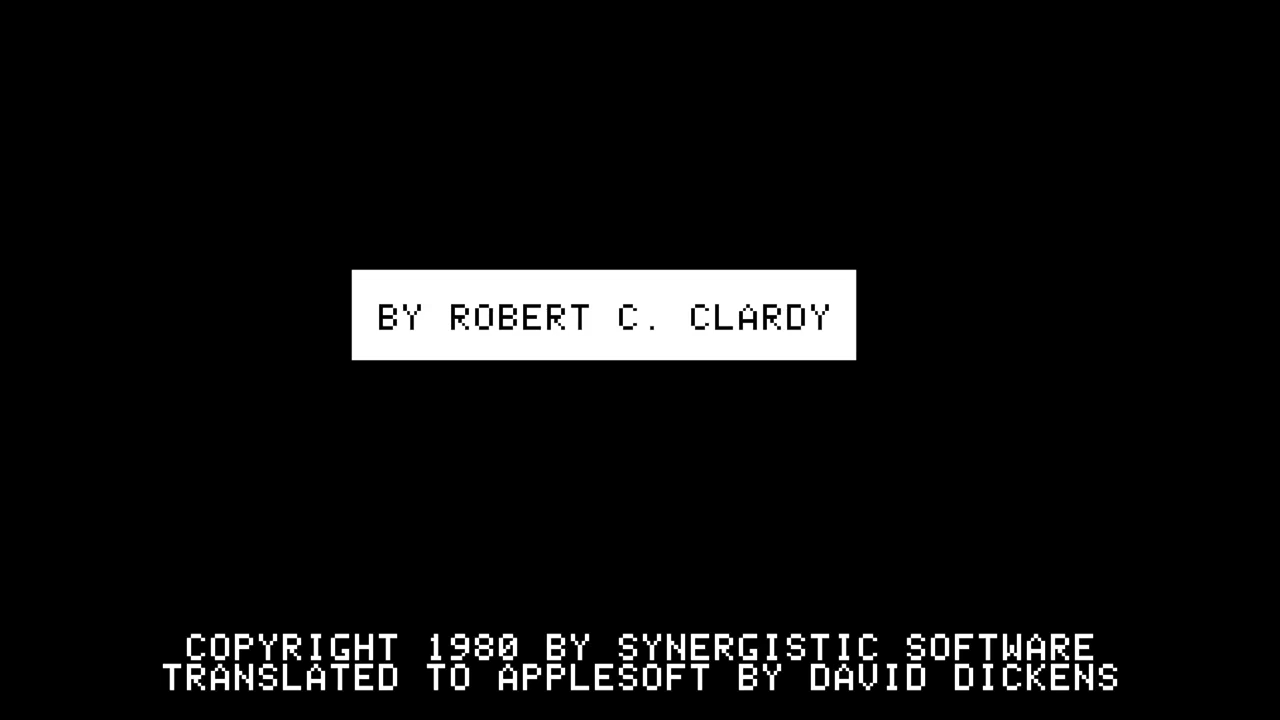 BY ROBERT C. CLARDY
COPYRIGHT 1980 BY SYNERGISTIC SOFTWARE
TRANSLATED TO APPLESOFT BY DAVID DICKENS